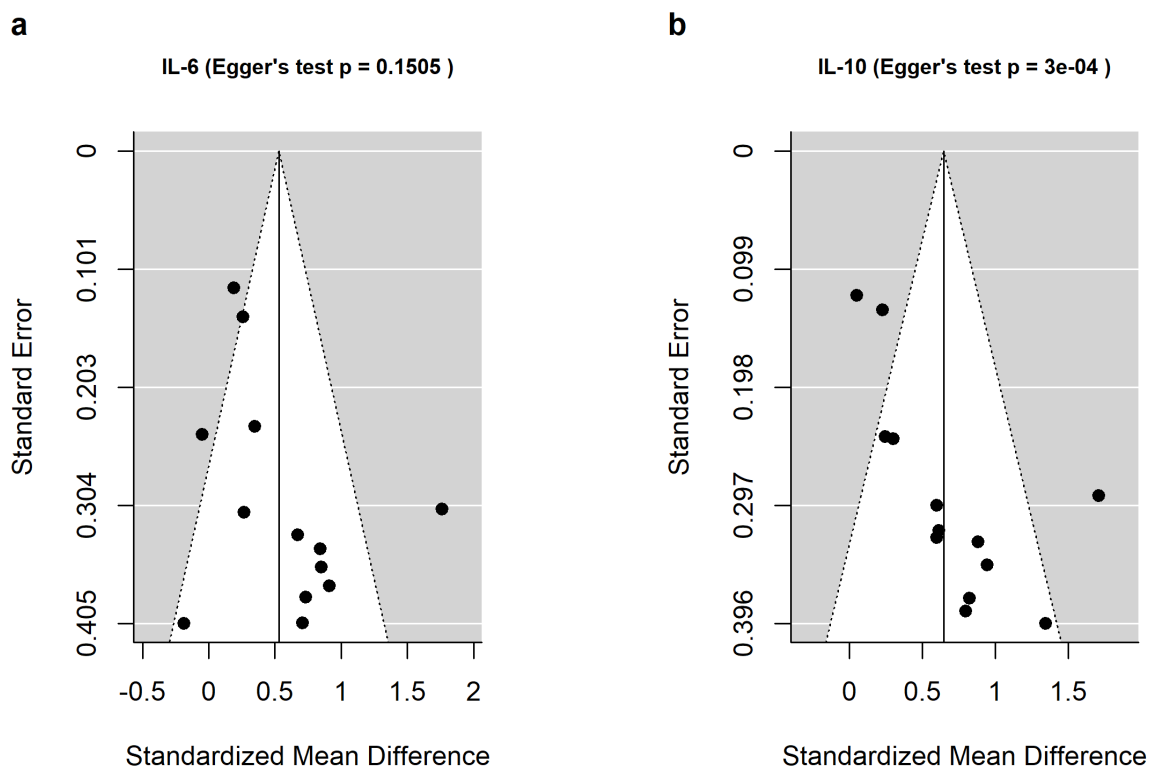 a
IL-6 (Egger's test p = 0.1505 )
Standard Error
0
0.101
0.203
0.304
0.405
-0.5 0 0.5 1 1.5 2
Standardized Mean Difference
b
IL-10 (Egger's test p = 3e-04 )
Standard Error
0
0.099
0.198
0.297
0.396
0 0.5 1 1.5
Standardized Mean Difference